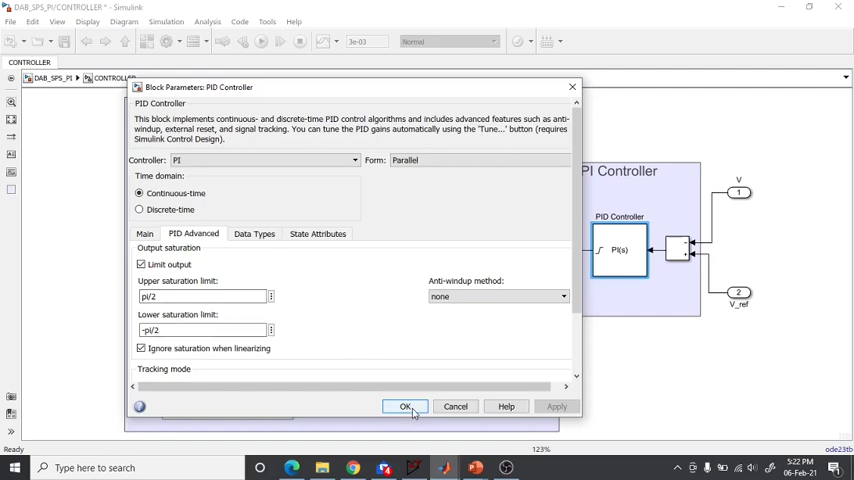 DAB_SPS_PI/CONTROLLER * - Simulink
File Edit View Display Diagram Simulation Analysis Code Tools Help
3e-03
Normal
CONTROLLER
DAB_SPS_PI
CONTROLLER
Block Parameters: PID Controller
PID Controller
This block implements continuous- and discrete-time PID control algorithms and includes advanced features such as anti-
windup, external reset, and signal tracking. You can tune the PID gains automatically using the 'Tune...' button (requires
Simulink Control Design).
Controller: PI
Form: Parallel
Time domain:
Continuous-time
Discrete-time
Main
PID Advanced
Data Types
State Attributes
Output saturation
Limit output
Upper saturation limit:
pi/2
Lower saturation limit:
-pi/2
Ignore saturation when linearizing
Anti-windup method:
none
Tracking mode
OK
Cancel
Help
Apply
PI Controller
PID Controller
PI(s)
V
1
2
V_ref
Ready
123%
ode23tb
Type here to search
5:22 PM
06-Feb-21